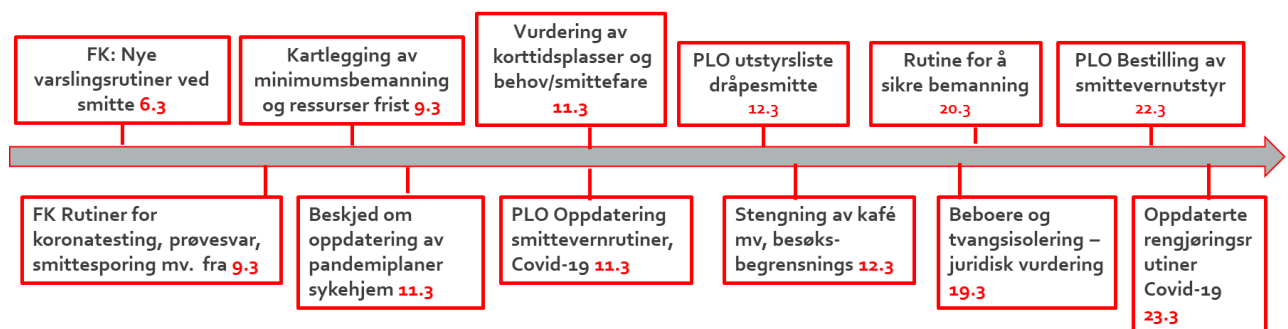 FK: Nye
varslingsrutiner ved
smitte 6.3
Kartlegging av
minimumsbemanning
og ressurser frist 9.3
Vurdering av
korttidsplasser og
behov/smittefare
11.3
PLO utstyrsliste
dråpesmitte
12.3
Rutine for å
sikre bemanning
20.3
PLO Bestilling av
smittevernutstyr
22.3
FK Rutiner for
koronatesting, prøvesvar,
smittesporing mv. fra 9.3
Beskjed om
oppdatering av
pandemiplaner
sykehjem 11.3
PLO Oppdatering
smittevernrutiner,
Covid-19 11.3
Stengning av kafé
mv, besøks-
begrensnings 12.3
Beboere og
tvangsisolering –
juridisk vurdering
19.3
Oppdaterte
rengjøringsr
utiner
Covid-19
23.3